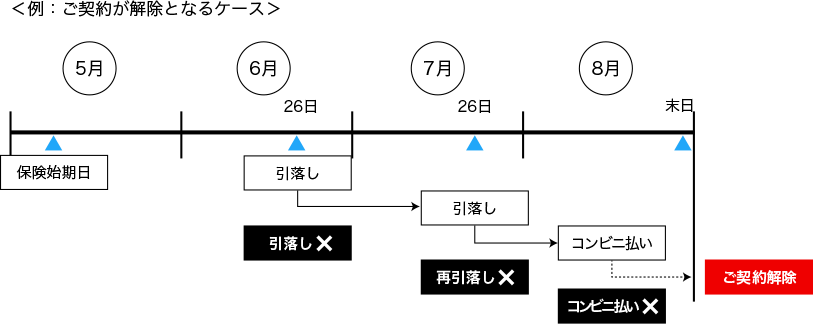 ＜例：ご契約が解除となるケース＞
5月
6月
7月
8月
26日
26日
末日
保険始期日
引落し
引落し
引落し✕
コンビニ払い
再引落し✕
ご契約解除
コンビニ払い✕